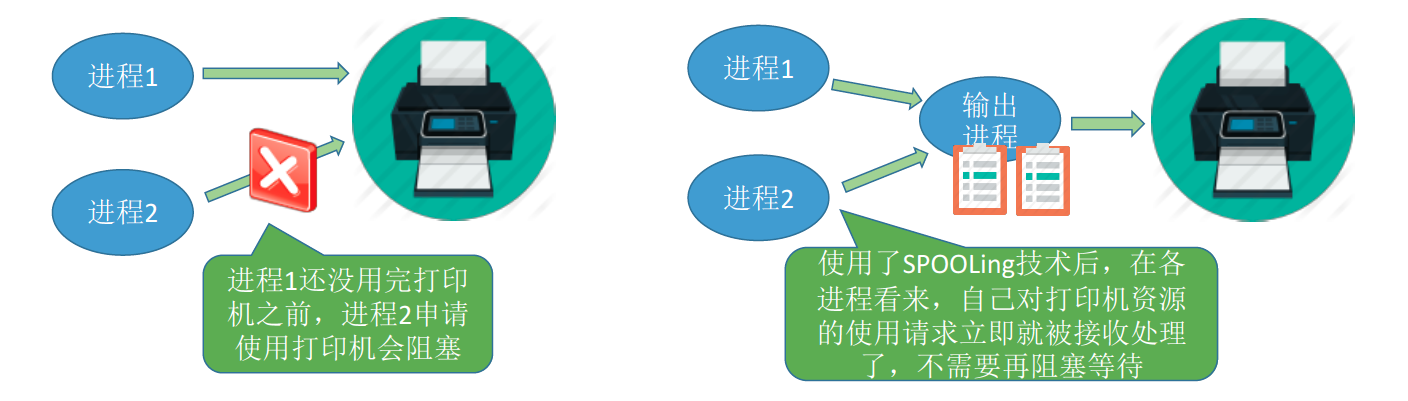 进程1
进程2
进程1还没用完打印
机之前，进程2申请
使用打印机会阻塞
进程1
输出
进程
进程2
使用了SPOOLing技术后，在各
进程看来，自己对打印机资源
的使用请求立即就被接收处理
了，不需要再阻塞等待